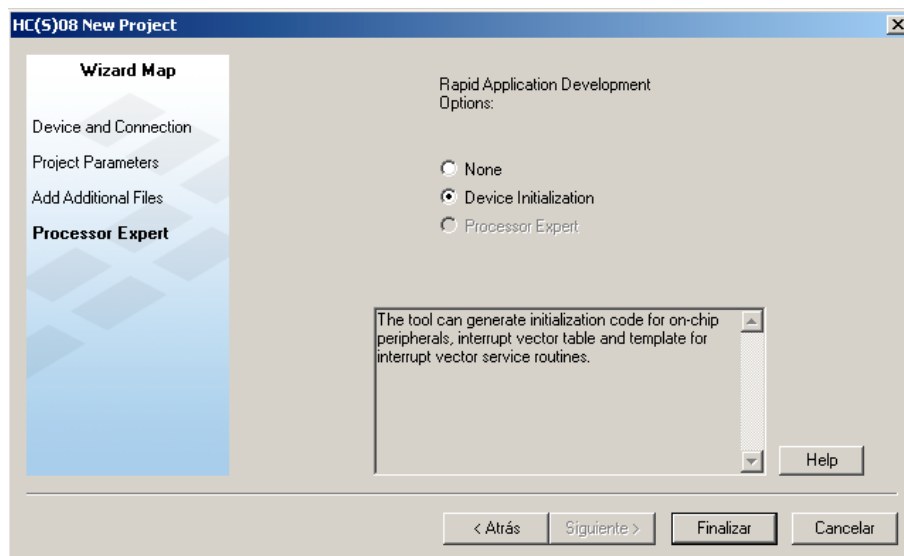 HC(S)08 New Project
Wizard Map
Device and Connection
Project Parameters
Add Additional Files
Processor Expert
Rapid Application Development
Options:
None
Device Initialization
Processor Expert
The tool can generate initialization code for on-chip
peripherals, interrupt vector table and template for
interrupt vector service routines.
Help
< Atrás
Siguiente >
Finalizar
Cancelar